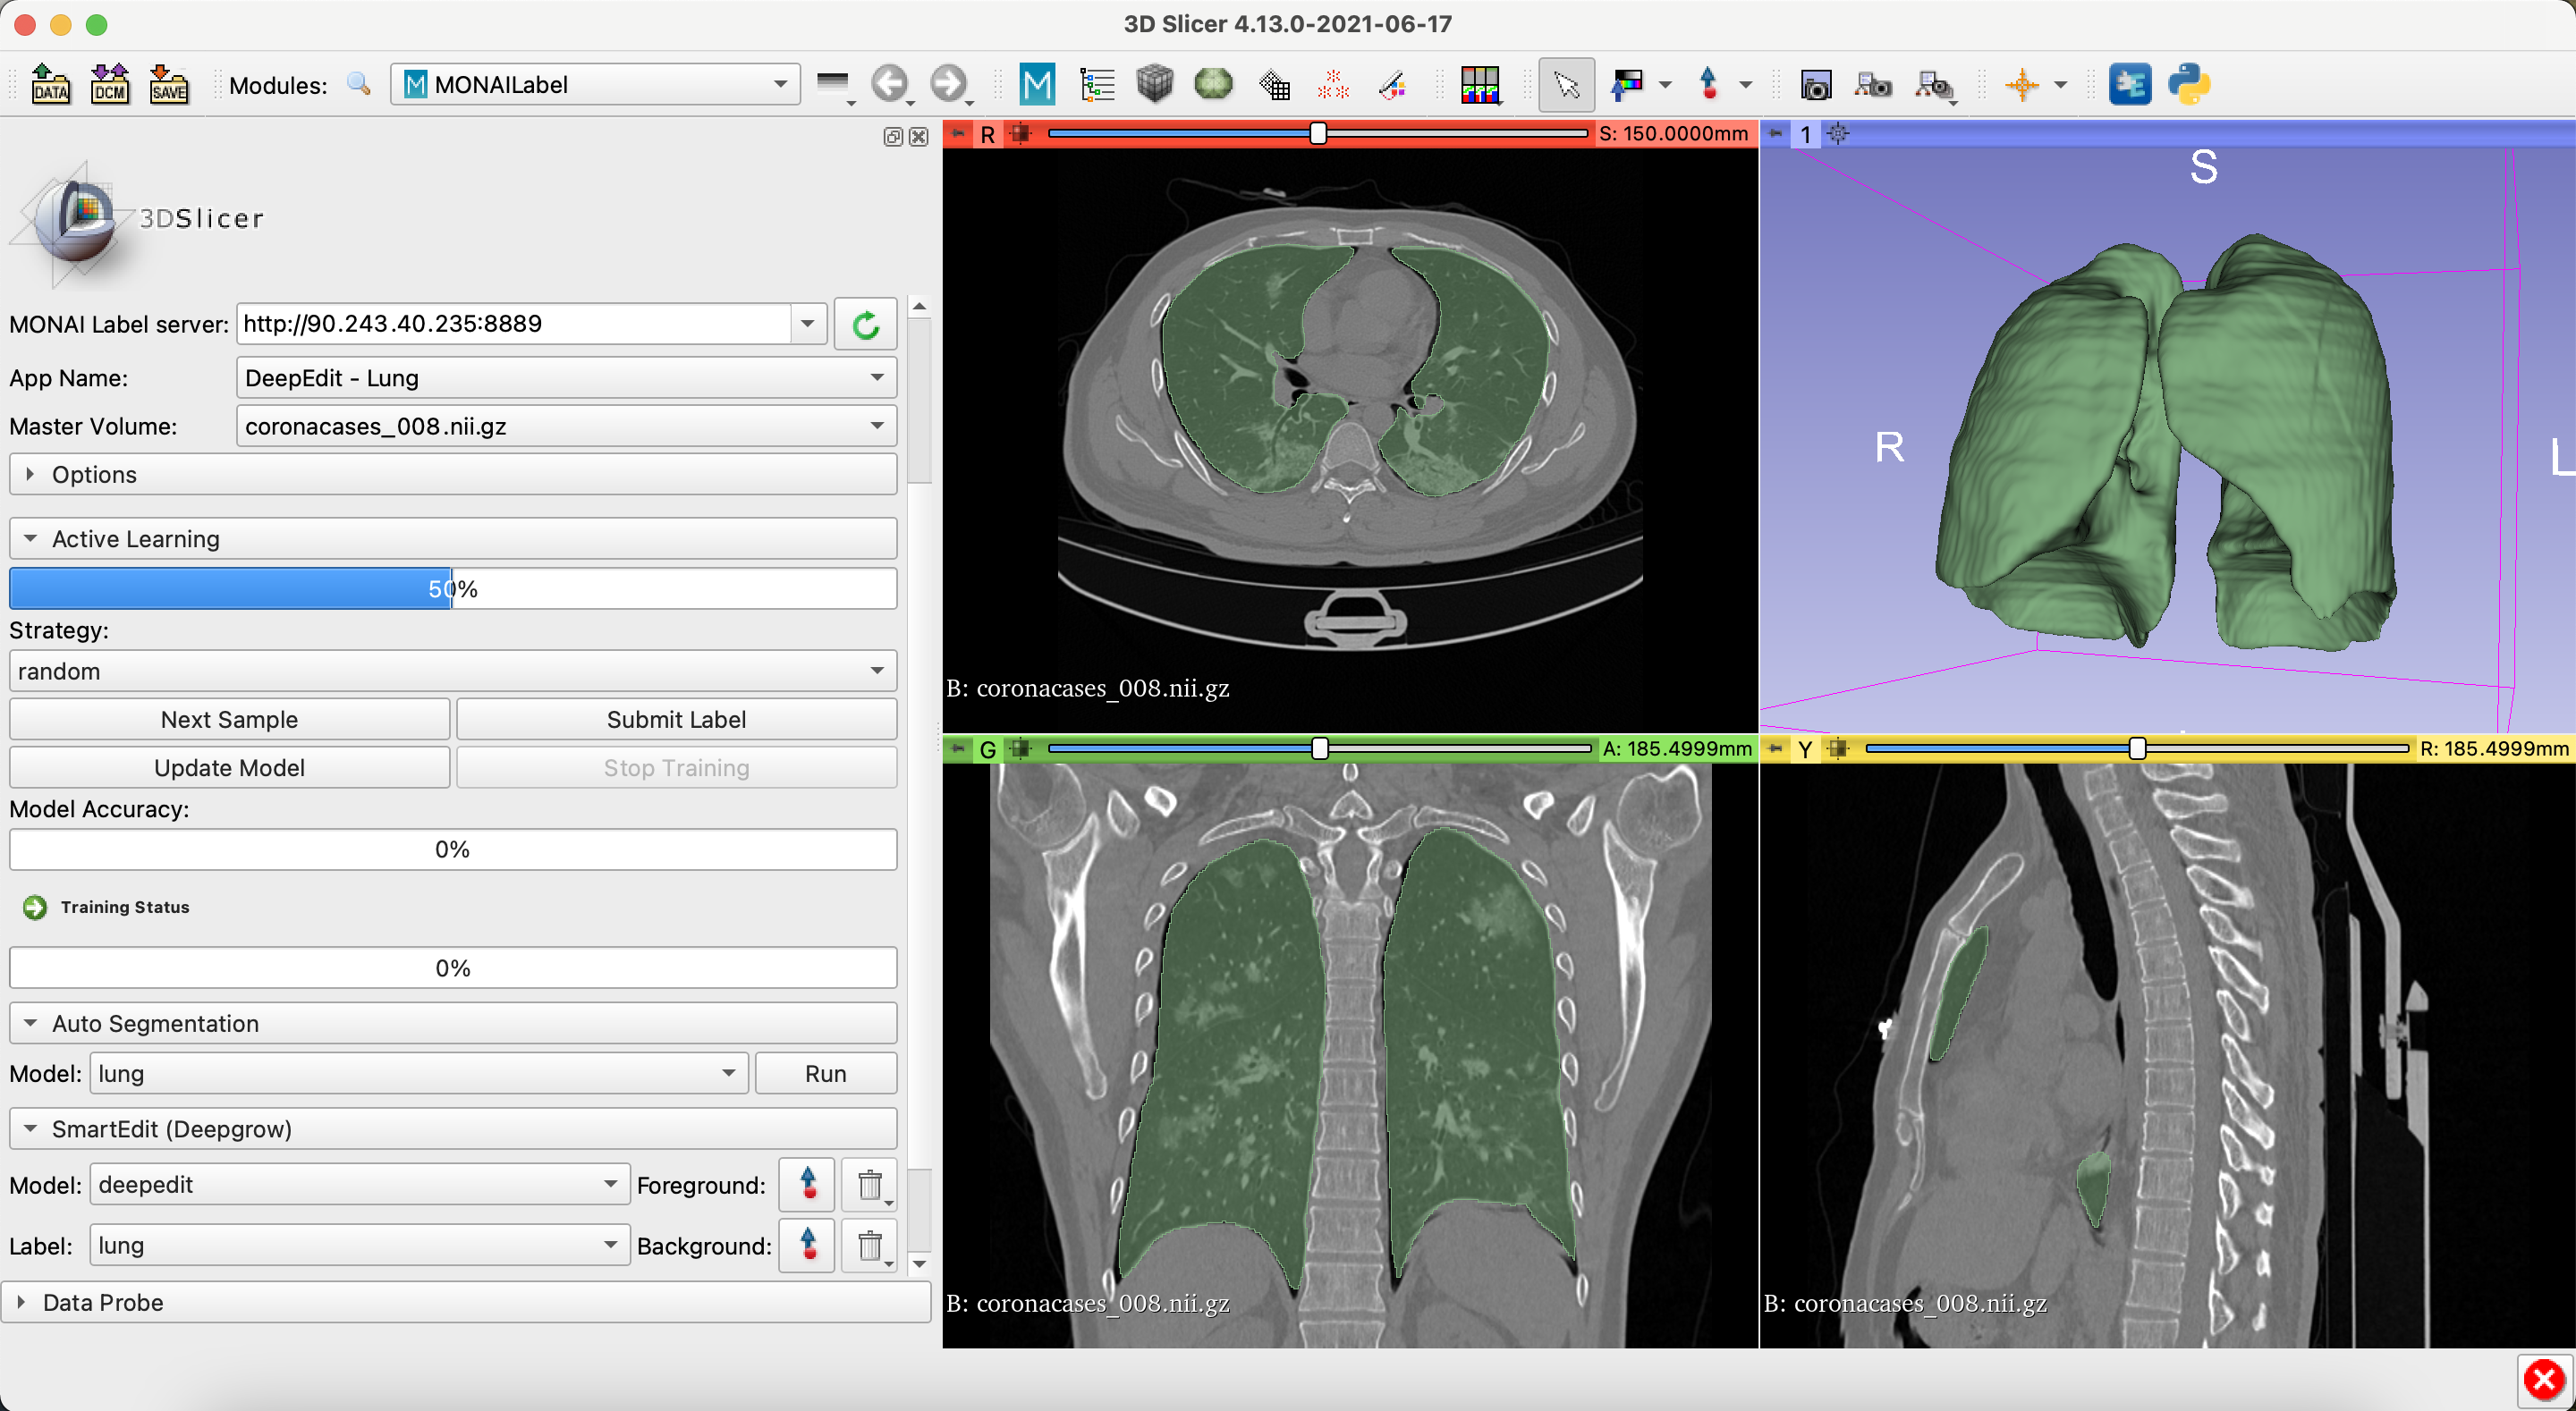 3D Slicer 4.13.0-2021-06-17
DATA
DCM
SAVE
Modules:
M MONAILabel
M
3DSlicer
MONAI Label server: http://90.243.40.235:8889
App Name: DeepEdit - Lung
Master Volume: coronacases_008.nii.gz
Options
Active Learning
50%
Strategy:
random
Next Sample
Submit Label
Update Model
Stop Training
Model Accuracy:
0%
Training Status
0%
Auto Segmentation
Model: lung
Run
SmartEdit (Deepgrow)
Model: deepedit
Foreground:
Label: lung
Background:
Data Probe
R
S: 150.0000mm
B: coronacases_008.nii.gz
1
S
R
L
G
A: 185.4999mm
B: coronacases_008.nii.gz
Y
R: 185.4999mm
B: coronacases_008.nii.gz